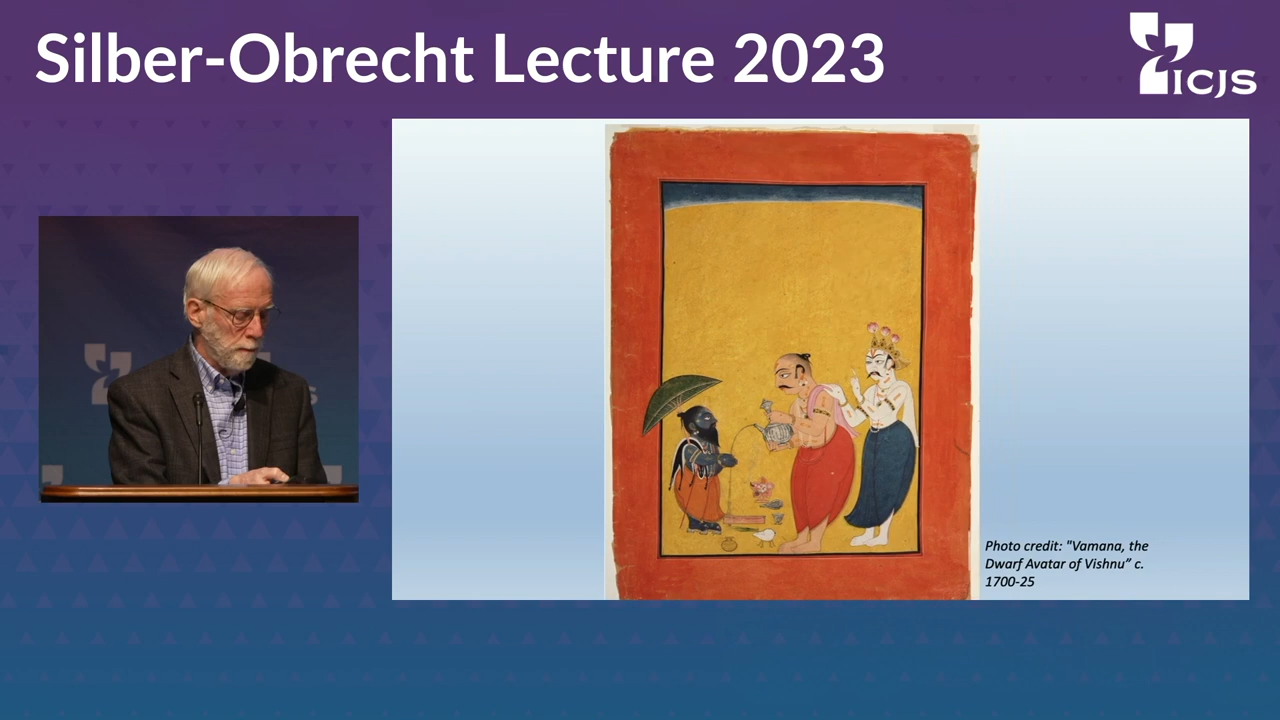 Silber-Obrecht Lecture 2023
ICJS
Photo credit: "Vamana, the
Dwarf Avatar of Vishnu” c.
1700-25